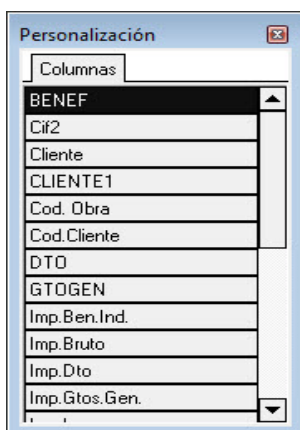 Personalización
Columnas
BENEF
Cif2
Cliente
CLIENTE1
Cod. Obra
Cod.Cliente
DTO
GTOGEN
Imp.Ben.Ind.
Imp.Bruto
Imp.Dto
Imp.Gtos.Gen.